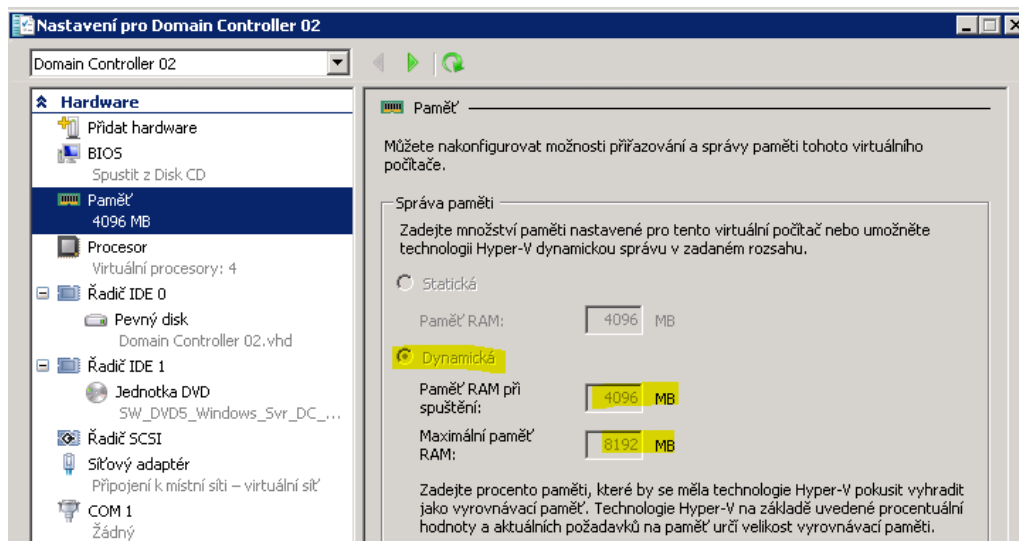 Nastavení pro Domain Controller 02
Domain Controller 02
Hardware
Přidat hardware
BIOS
Spustit z Disk CD
Paměť
4096 MB
Procesor
Virtuální procesory: 4
Řadič IDE 0
Pevný disk
Domain Controller 02.vhd
Řadič IDE 1
Jednotka DVD
SW_DVD5_Windows_Svr_DC_...
Řadič SCSI
Síťový adaptér
Připojení k místní síti – virtuální síť
COM 1
Žádný
Paměť
Můžete nakonfigurovat možnosti přiřazování a správy paměti tohoto virtuálního
počítače.
Správa paměti
Zadejte množství paměti nastavené pro tento virtuální počítač nebo umožněte
technologii Hyper-V dynamickou správu v zadaném rozsahu.
Statická
Paměť RAM: 4096 MB
Dynamická
Paměť RAM při
spuštění: 4096 MB
Maximální paměť
RAM: 8192 MB
Zadejte procento paměti, které by se měla technologie Hyper-V pokusit vyhradit
jako vyrovnávací paměť. Technologie Hyper-V na základě uvedené procentuální
hodnoty a aktuálních požadavků na paměť určí velikost vyrovnávací paměti.